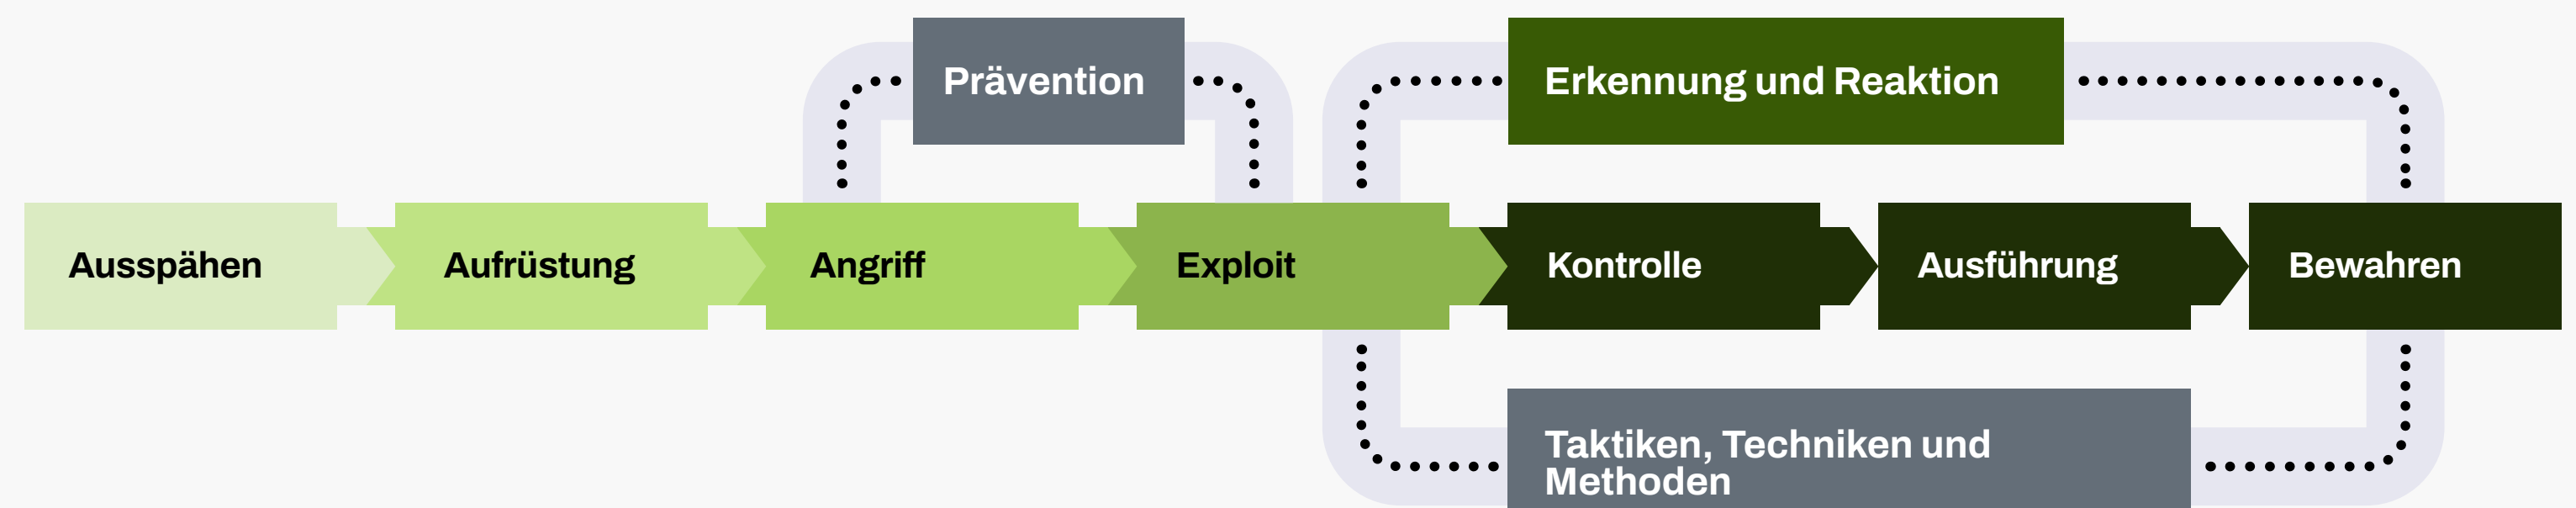 Prävention
Erkennung und Reaktion
Ausspähen
Aufrüstung
Angriff
Exploit
Kontrolle
Ausführung
Bewahren
Taktiken, Techniken und
Methoden